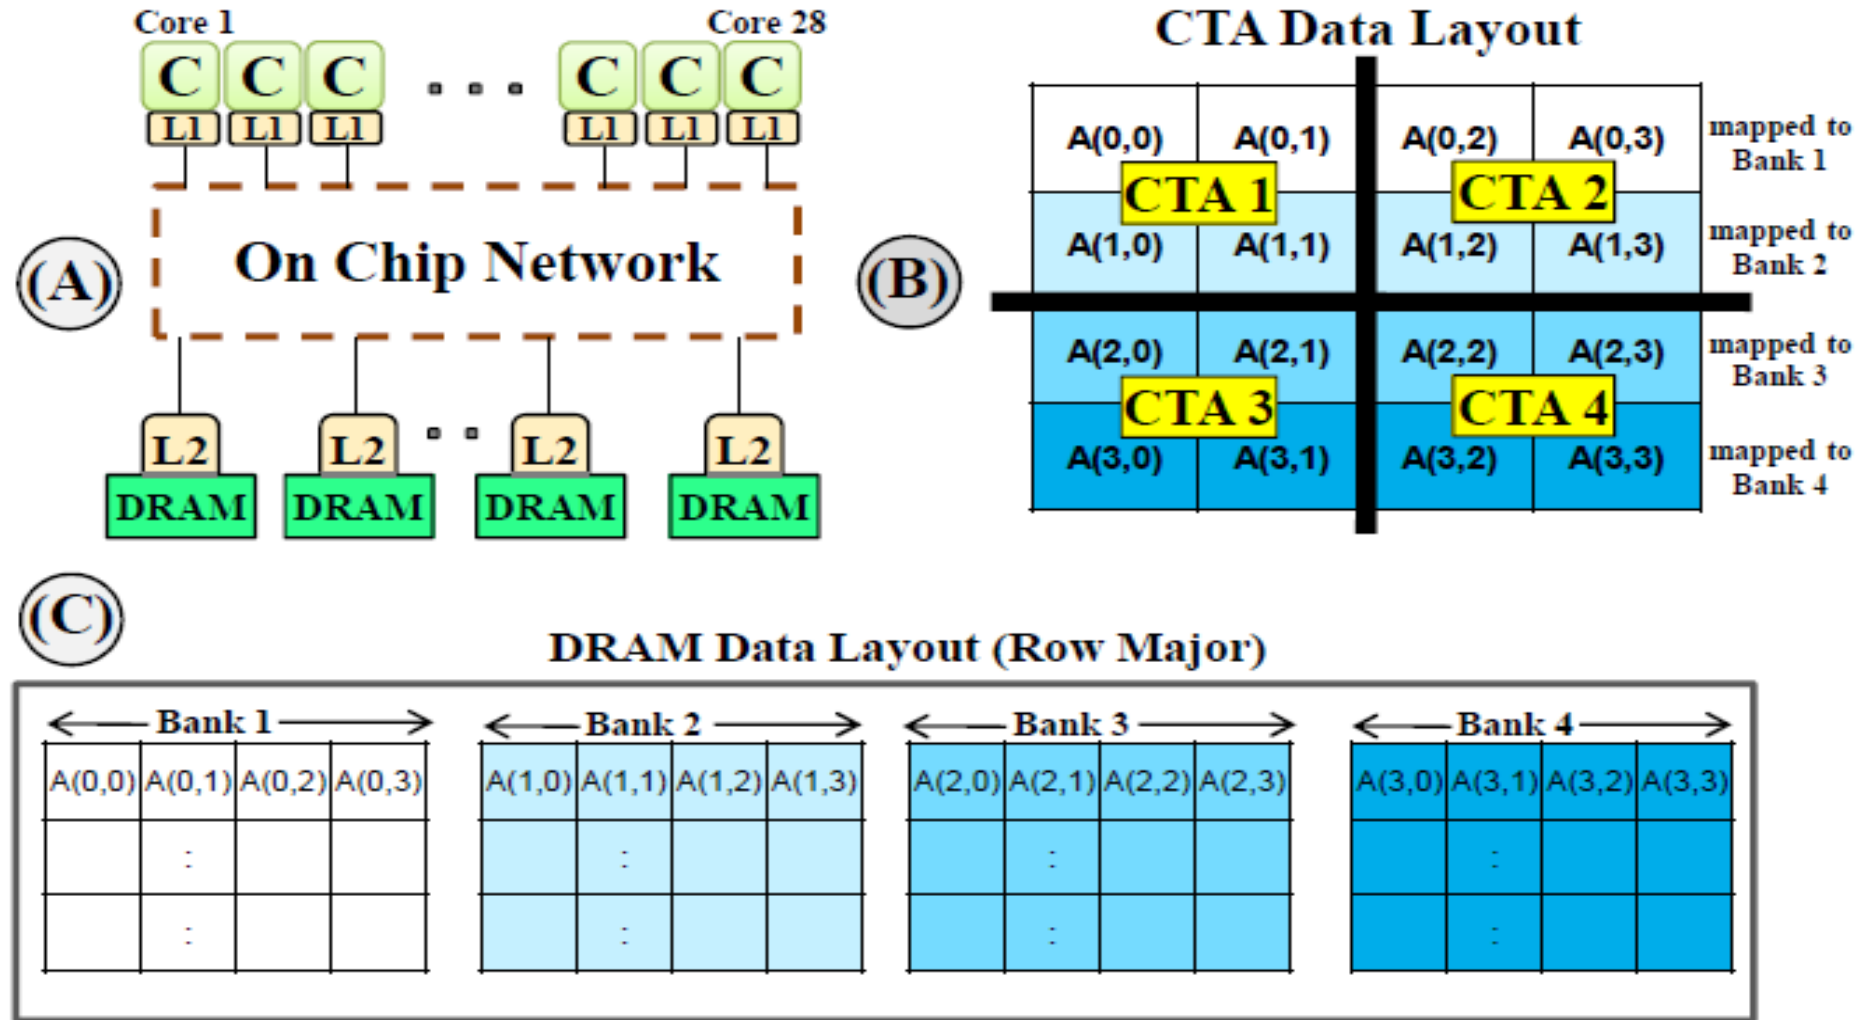 Core 1 Core 28
C C C . . . C C C
L1 L1 L1 L1 L1 L1
(A)
On Chip Network
L2 L2 . . L2 L2
DRAM DRAM DRAM DRAM
CTA Data Layout
(B)
A(0,0) A(0,1) A(0,2) A(0,3) mapped to
Bank 1
CTA 1 CTA 2
A(1,0) A(1,1) A(1,2) A(1,3) mapped to
Bank 2
A(2,0) A(2,1) A(2,2) A(2,3) mapped to
Bank 3
CTA 3 CTA 4
A(3,0) A(3,1) A(3,2) A(3,3) mapped to
Bank 4
(C)
DRAM Data Layout (Row Major)
Bank 1 Bank 2 Bank 3 Bank 4
A(0,0) A(0,1) A(0,2) A(0,3) A(1,0) A(1,1) A(1,2) A(1,3) A(2,0) A(2,1) A(2,2) A(2,3) A(3,0) A(3,1) A(3,2) A(3,3)
: : : :
: : : :